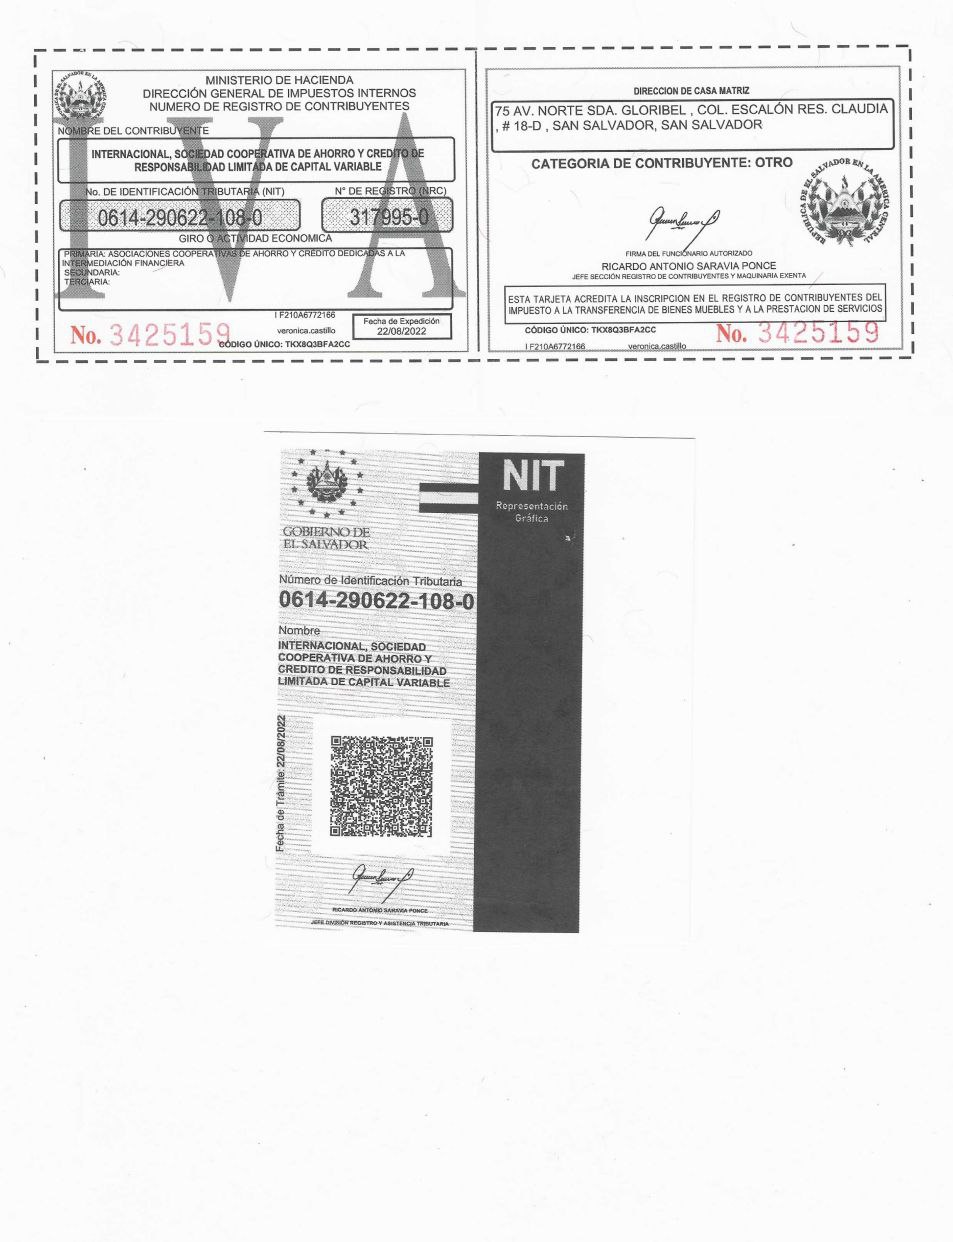 MINISTERIO DE HACIENDA
DIRECCIÓN GENERAL DE IMPUESTOS INTERNOS
NUMERO DE REGISTRO DE CONTRIBUYENTES
IVA
NOMBRE DEL CONTRIBUYENTE
INTERNACIONAL, SOCIEDAD COOPERATIVA DE AHORRO Y CREDITO DE
RESPONSABILIDAD LIMITADA DE CAPITAL VARIABLE
No. DE IDENTIFICACIÓN TRIBUTARIA (NIT)
N° DE REGISTRO (NRC)
0614-290622-108-0
317995-0
GIRO O ACTIVIDAD ECONOMICA
PRIMARIA: ASOCIACIONES COOPERATIVAS DE AHORRO Y CREDITO DEDICADAS A LA
INTERMEDIACIÓN FINANCIERA
SECUNDARIA:
TERCIARIA:
I F210A6772166
No. 3425159
veronica.castillo
CÓDIGO ÚNICO: TKX8Q3BFA2CC
Fecha de Expedición
22/08/2022
DIRECCION DE CASA MATRIZ
75 AV. NORTE SDA. GLORIBEL , COL. ESCALÓN RES. CLAUDIA
, # 18-D , SAN SALVADOR, SAN SALVADOR
CATEGORIA DE CONTRIBUYENTE: OTRO
REPUBLICA DE EL SALVADOR EN LA AMERICA CENTRAL
FIRMA DEL FUNCIONARIO AUTORIZADO
RICARDO ANTONIO SARAVIA PONCE
JEFE SECCIÓN REGISTRO DE CONTRIBUYENTES Y MAQUINARIA EXENTA
ESTA TARJETA ACREDITA LA INSCRIPCION EN EL REGISTRO DE CONTRIBUYENTES DEL
IMPUESTO A LA TRANSFERENCIA DE BIENES MUEBLES Y A LA PRESTACION DE SERVICIOS
CÓDIGO ÚNICO: TKX8Q3BFA2CC
No. 3425159
I F210A6772166
veronica.castillo
GOBIERNO DE
EL SALVADOR
NIT
Representación
Gráfica
Número de Identificación Tributaria
0614-290622-108-0
Nombre
INTERNACIONAL, SOCIEDAD
COOPERATIVA DE AHORRO Y
CREDITO DE RESPONSABILIDAD
LIMITADA DE CAPITAL VARIABLE
Fecha de Trámite: 22/08/2022
RICARDO ANTONIO SARAVIA PONCE
JEFE DIVISIÓN REGISTRO Y ASISTENCIA TRIBUTARIA